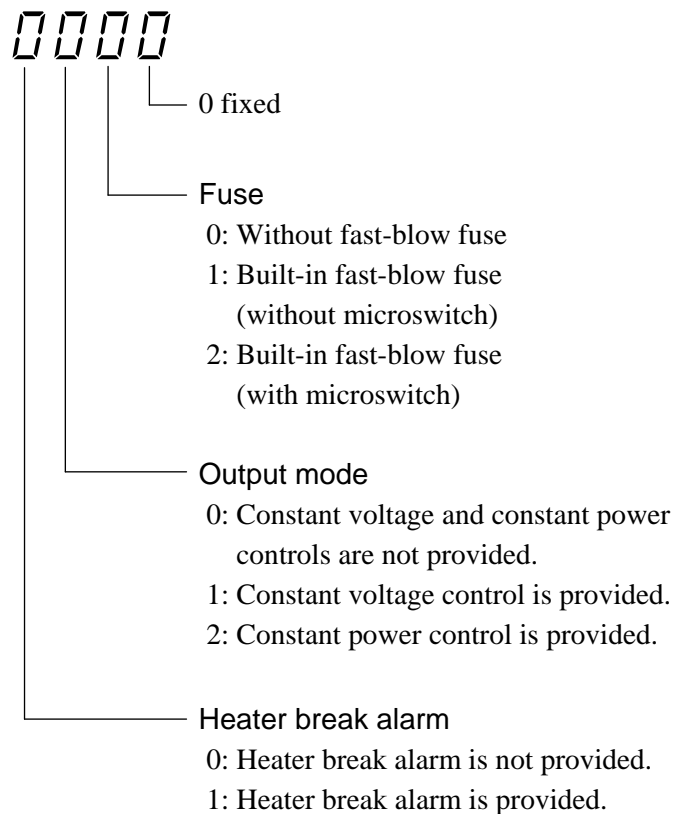 0000
0 fixed
Fuse
0: Without fast-blow fuse
1: Built-in fast-blow fuse
(without microswitch)
2: Built-in fast-blow fuse
(with microswitch)
Output mode
0: Constant voltage and constant power
controls are not provided.
1: Constant voltage control is provided.
2: Constant power control is provided.
Heater break alarm
0: Heater break alarm is not provided.
1: Heater break alarm is provided.